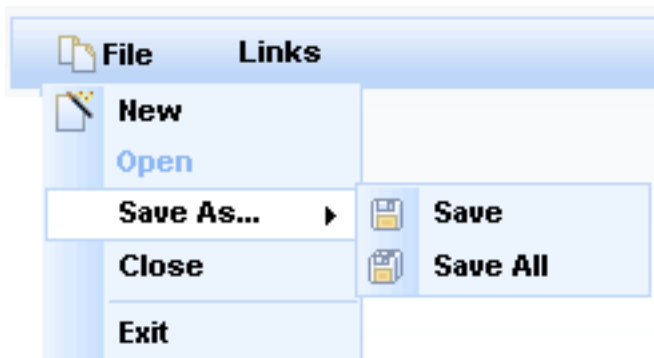 File Links
New
Open
Save As... Save
Close Save All
Exit